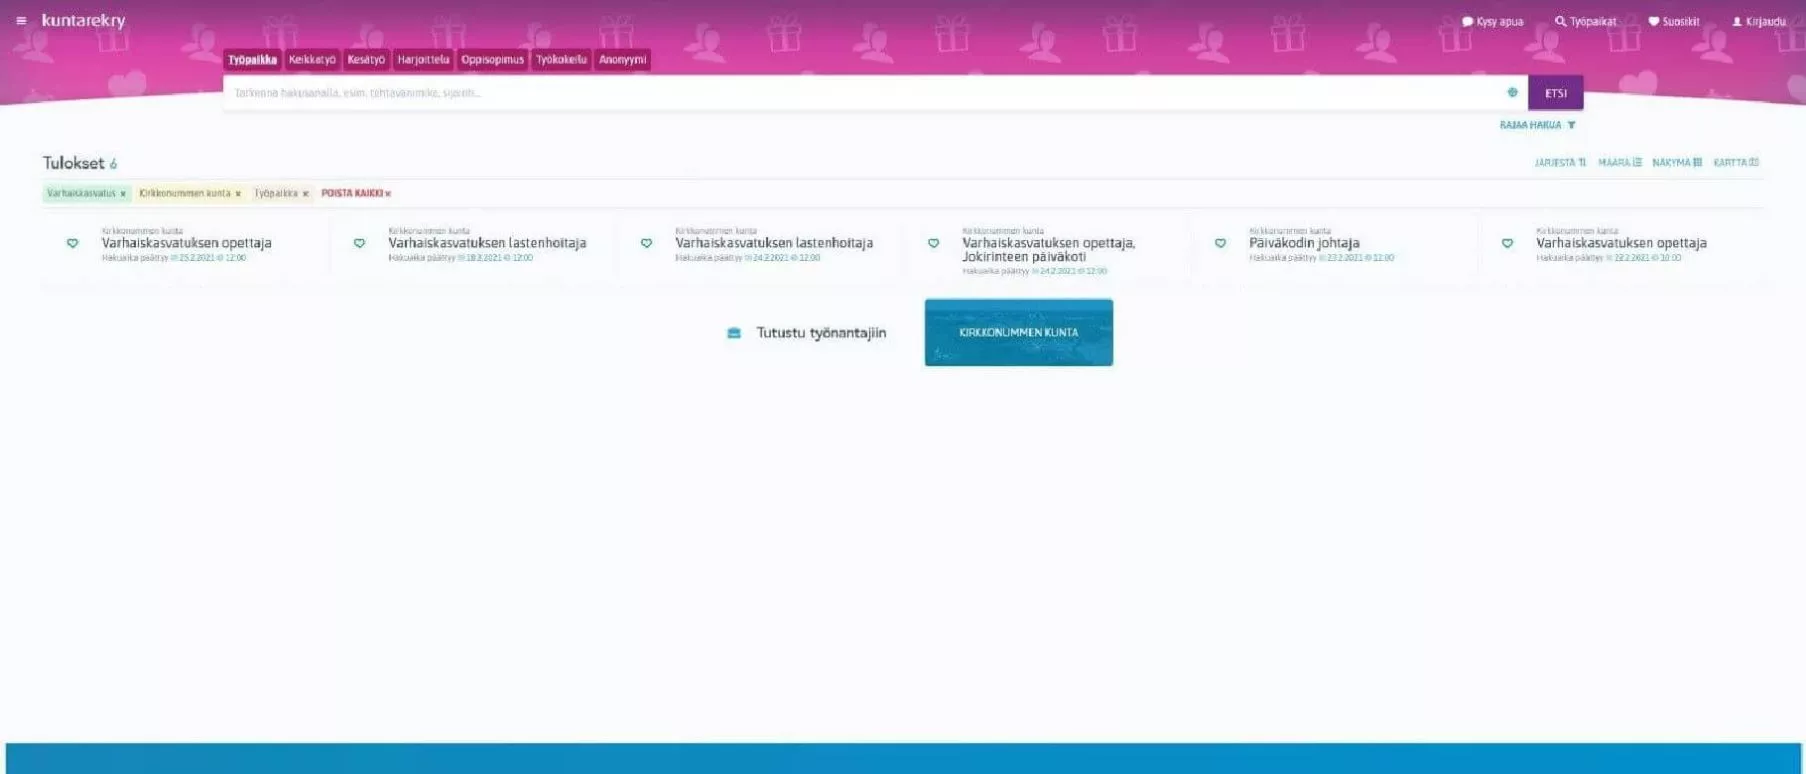 kuntarekry
Kysy apua
Työpaikat
Suosikit
Kirjaudu
Työpaikka Keikkatyö Kesätyö Harjoittelu Oppisopimus Työkokeilu Anonyymi
Tarkenna hakusanalla, esim. tehtävänimike, sijainti...
ETSI
RAJAA HAKUA
Tulokset 6
JÄRJESTÄ MÄÄRÄ NÄKYMÄ KARTTA
Varhaiskasvatus x Kirkkonummen kunta x Työpaikka x POISTA KAIKKI x
Kirkkonummen kunta
Varhaiskasvatuksen opettaja
Hakuaika päättyy 25.2.2021 12:00
Kirkkonummen kunta
Varhaiskasvatuksen lastenhoitaja
Hakuaika päättyy 18.2.2021 12:00
Kirkkonummen kunta
Varhaiskasvatuksen lastenhoitaja
Hakuaika päättyy 24.2.2021 12:00
Kirkkonummen kunta
Varhaiskasvatuksen opettaja,
Jokirinteen päiväkoti
Hakuaika päättyy 24.2.2021 12:00
Kirkkonummen kunta
Päiväkodin johtaja
Hakuaika päättyy 23.2.2021 12:00
Kirkkonummen kunta
Varhaiskasvatuksen opettaja
Hakuaika päättyy 10:00
Tutustu työnantajiin
KIRKKONUMMEN KUNTA